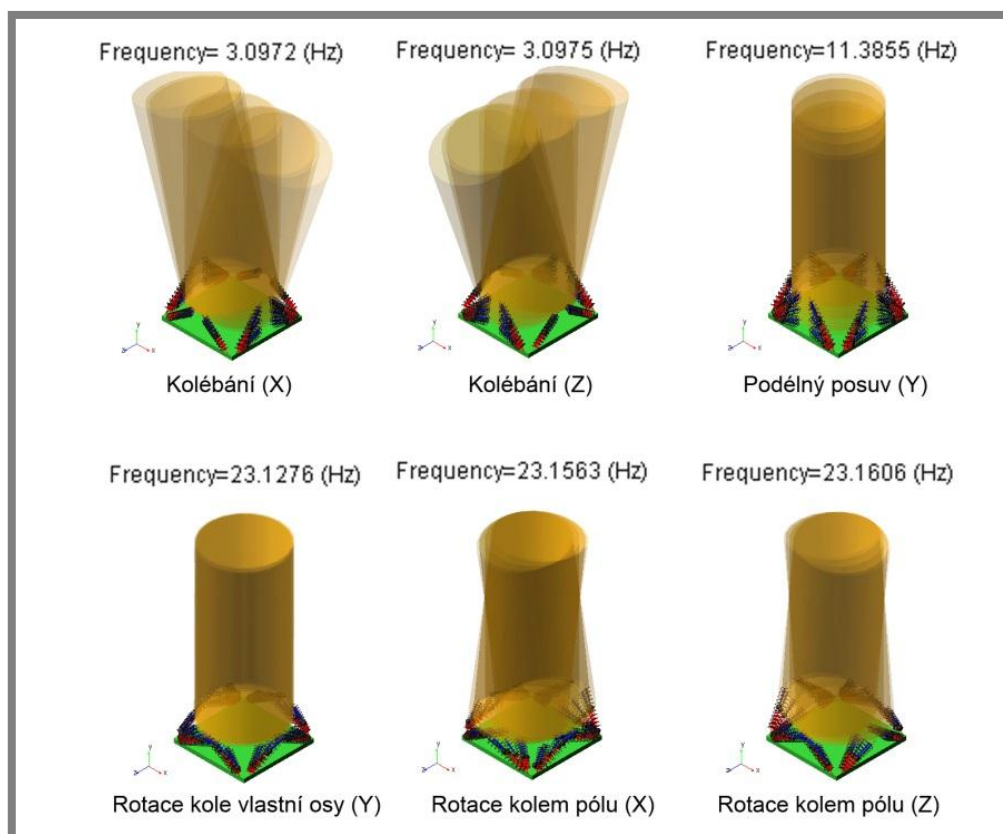 Frequency= 3.0972 (Hz)
Frequency= 3.0975 (Hz)
Frequency=11.3855 (Hz)
Y
Z
X
Y
Z
X
Y
Z
X
Kolébání (X)
Kolébání (Z)
Podélný posuv (Y)
Frequency=23.1276 (Hz)
Frequency=23.1563 (Hz)
Frequency=23.1606 (Hz)
Y
Z
X
Y
Z
X
Y
Z
X
Rotace kole vlastní osy (Y)
Rotace kolem pólu (X)
Rotace kolem pólu (Z)